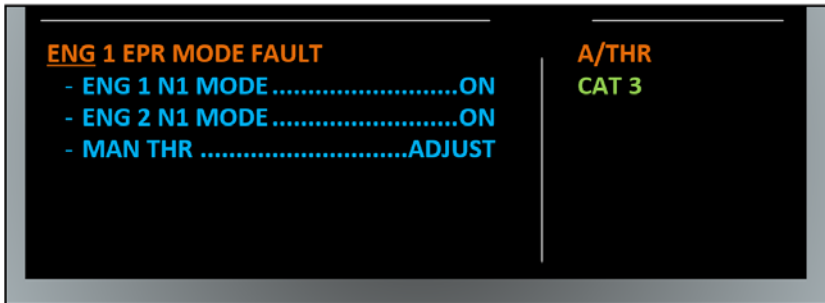 ENG 1 EPR MODE FAULT
- ENG 1 N1 MODE..........................ON
- ENG 2 N1 MODE..........................ON
- MAN THR .............................ADJUST
A/THR
CAT 3